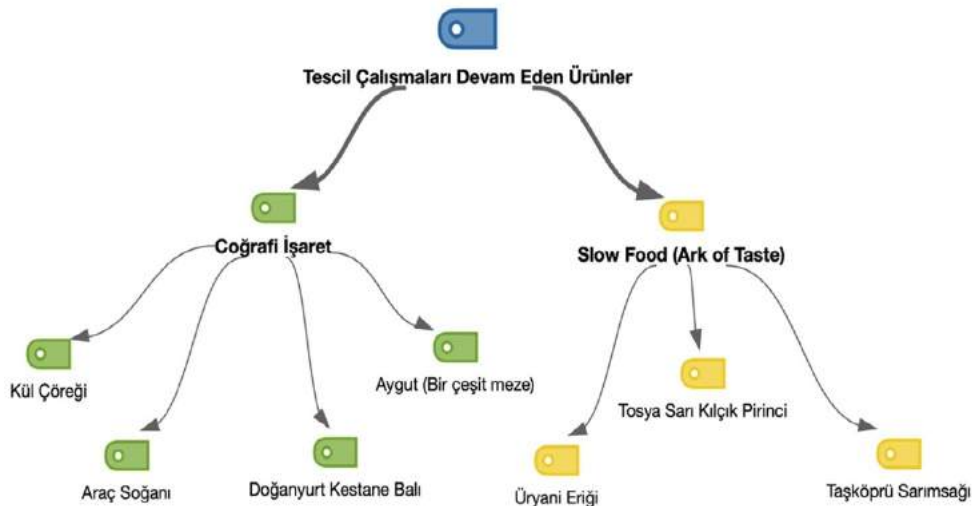 Tescil Çalışmaları Devam Eden Ürünler
Coğrafi İşaret
Slow Food (Ark of Taste)
Kül Çöreği
Aygut (Bir çeşit meze)
Tosya Sarı Kılçık Pirinci
Araç Soğanı
Doğanyurt Kestane Balı
Üryani Eriği
Taşköprü Sarımsağı